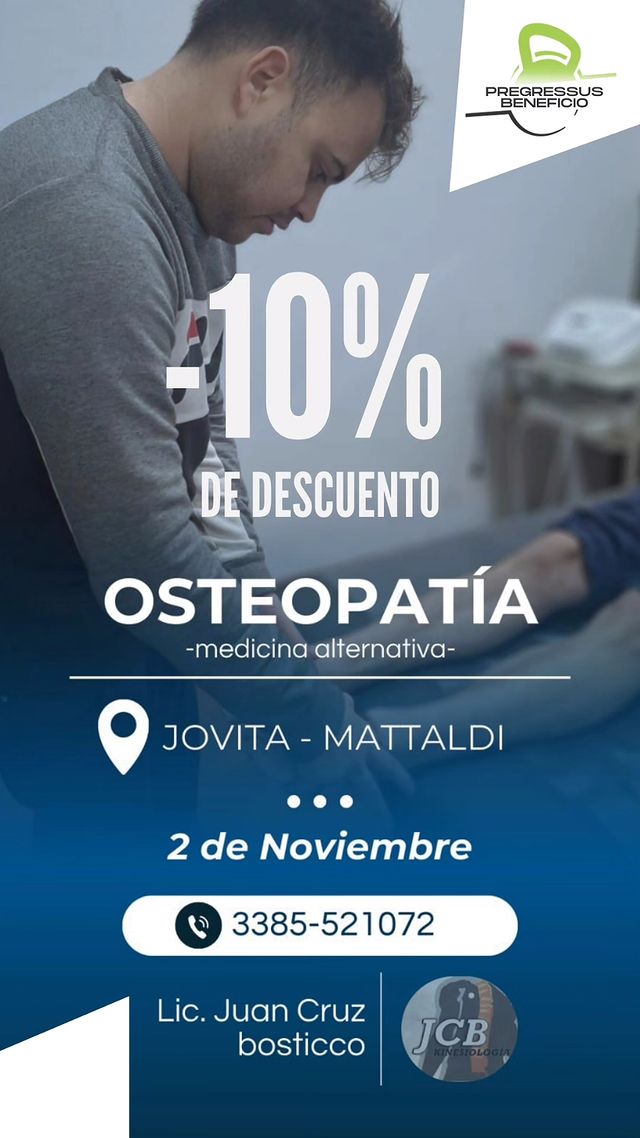 PREGRESSUS
BENEFICIO
-10%
DE DESCUENTO
OSTEOPATÍA
-medicina alternativa-
JOVITA - MATTALDI
2 de Noviembre
3385-521072
Lic. Juan Cruz
bosticco
JCB
KINESIOLOGIA